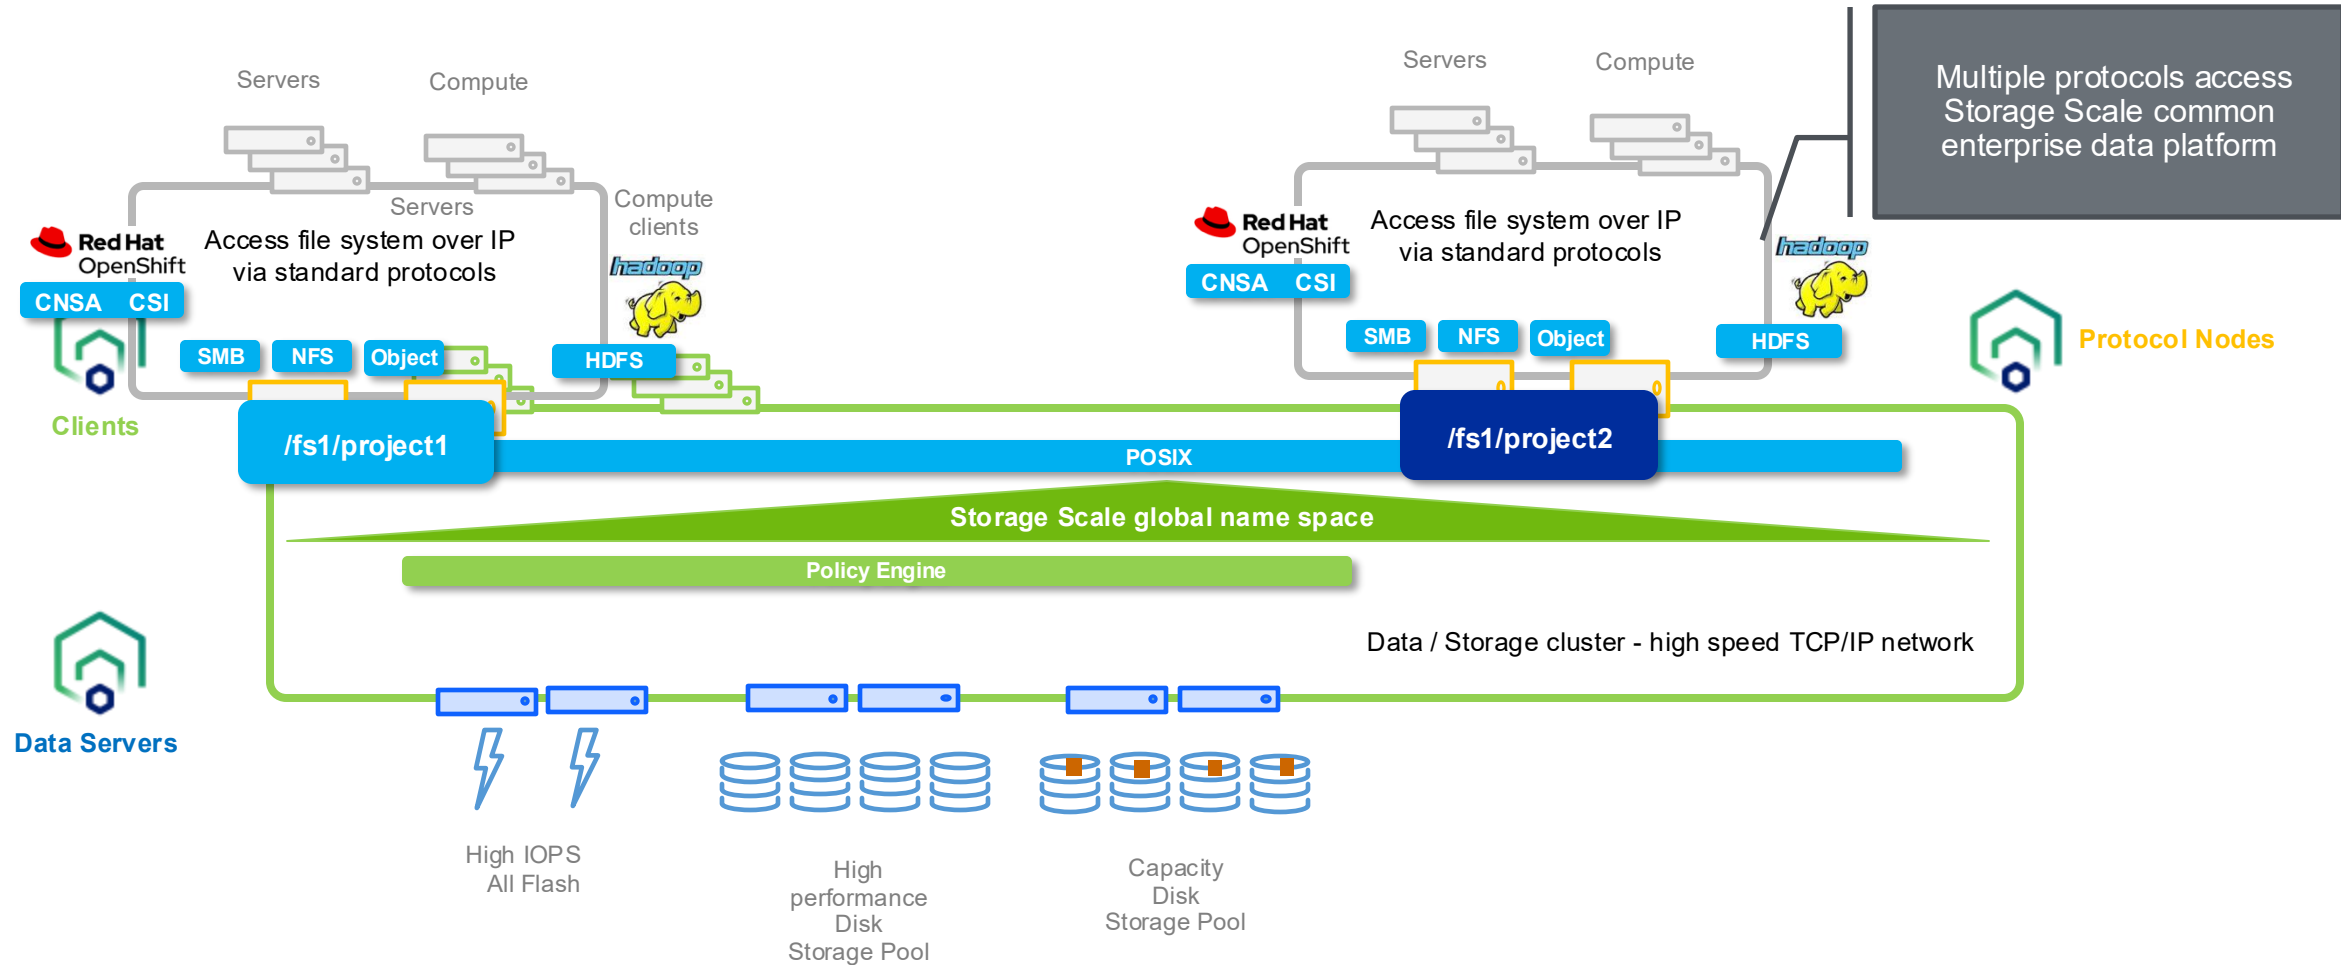 Servers
Compute
Servers
Compute
clients
Red Hat
OpenShift
Access file system over IP
via standard protocols
hadoop
CNSA CSI
SMB
NFS
Object
HDFS
Clients
/fs1/project1
Servers
Compute
Multiple protocols access
Storage Scale common
enterprise data platform
Red Hat
OpenShift
Access file system over IP
via standard protocols
hadoop
CNSA CSI
SMB
NFS
Object
HDFS
Protocol Nodes
/fs1/project2
POSIX
Storage Scale global name space
Policy Engine
Data / Storage cluster - high speed TCP/IP network
Data Servers
High IOPS
All Flash
High
performance
Disk
Storage Pool
Capacity
Disk
Storage Pool